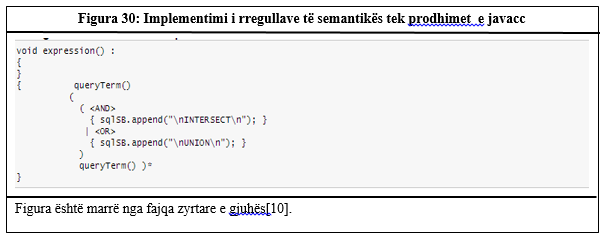 Figura 30: Implementimi i rregullave të semantikës tek prodhimet e javacc
void expression() :
{
}
{ queryTerm()
(
( <AND>
{ sqlSB.append("\nINTERSECT\n"); }
| <OR>
{ sqlSB.append("\nUNION\n"); }
)
queryTerm() )*
}
Figura është marrë nga fajqa zyrtare e gjuhës[10].